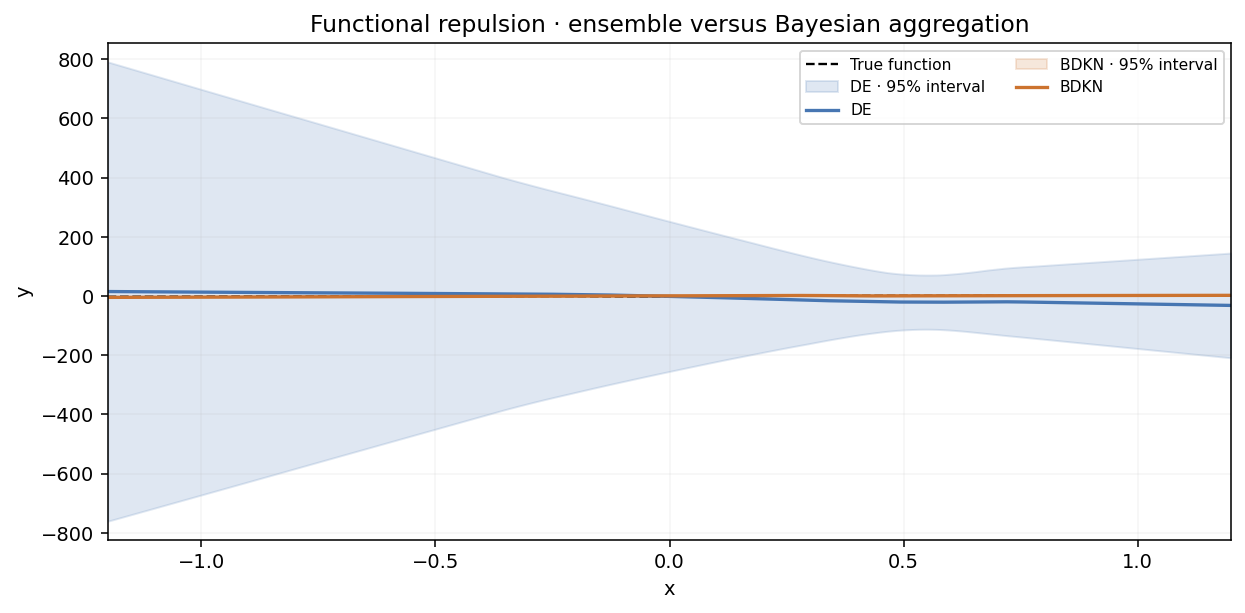 Functional repulsion · ensemble versus Bayesian aggregation
True function
DE · 95% interval
DE
BDKN · 95% interval
BDKN
800
600
400
200
0
−200
−400
−600
−800
y
−1.0
−0.5
0.0
0.5
1.0
x